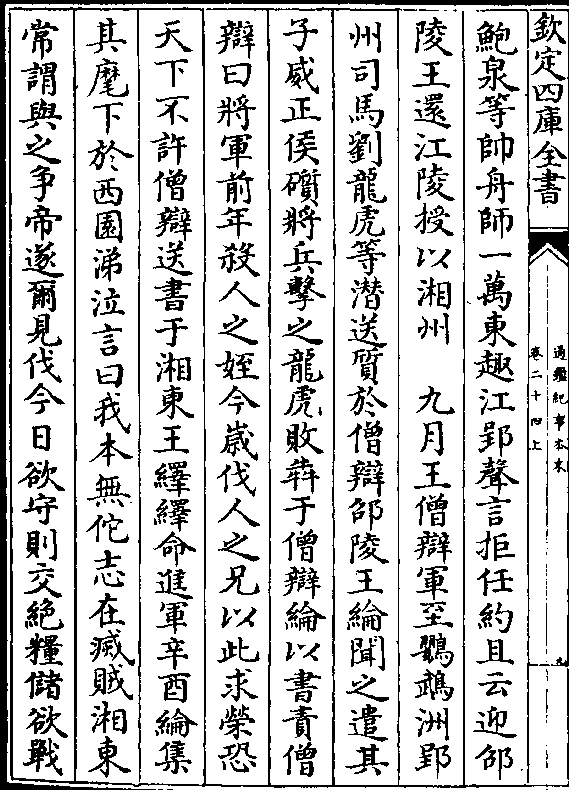 欽定四庫全書
通鑑紀事本末
卷二十四上
九
鮑泉等帥舟師一萬東趣江郢聲言拒任約且云迎邵
陵王還江陵授以湘州　九月王僧辯軍至鸚鵡洲郢
州司馬劉龍虎等潜送質於僧辯邵陵王綸聞之遣其
子威正侯礩將兵擊之龍虎敗犇于僧辯綸以書責僧
辯曰將軍前年殺人之姪今嵗伐人之兄以此求榮恐
天下不許僧辯送書于湘東王繹繹命進軍辛酉綸集
其麾下於西園涕泣言曰我本無佗志在滅賊湘東
常謂與之争帝遂爾見伐今日欲守則交絶糧儲欲戰